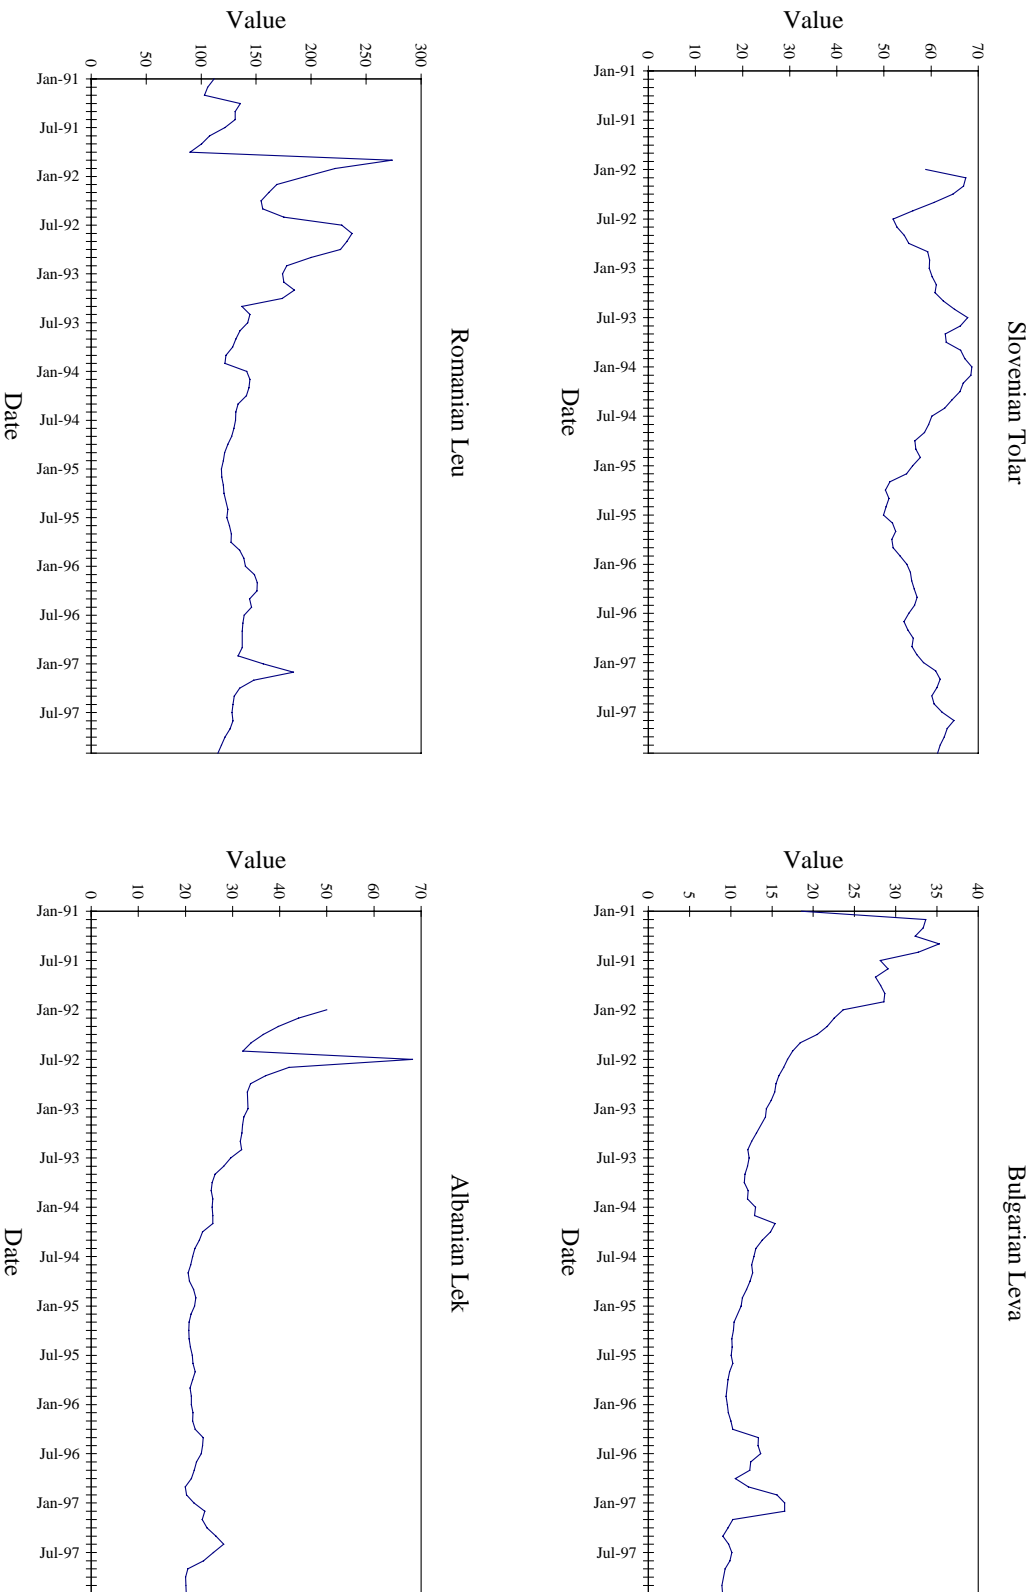 Slovenian Tolar
Value
0
10
20
30
40
50
60
70
Jan-91
Jul-91
Jan-92
Jul-92
Jan-93
Jul-93
Jan-94
Jul-94
Jan-95
Jul-95
Jan-96
Jul-96
Jan-97
Jul-97
Date
Bulgarian Leva
Value
0
5
10
15
20
25
30
35
40
Jan-91
Jul-91
Jan-92
Jul-92
Jan-93
Jul-93
Jan-94
Jul-94
Jan-95
Jul-95
Jan-96
Jul-96
Jan-97
Jul-97
Date
Romanian Leu
Value
0
50
100
150
200
250
300
Jan-91
Jul-91
Jan-92
Jul-92
Jan-93
Jul-93
Jan-94
Jul-94
Jan-95
Jul-95
Jan-96
Jul-96
Jan-97
Jul-97
Date
Albanian Lek
Value
0
10
20
30
40
50
60
70
Jan-91
Jul-91
Jan-92
Jul-92
Jan-93
Jul-93
Jan-94
Jul-94
Jan-95
Jul-95
Jan-96
Jul-96
Jan-97
Jul-97
Date